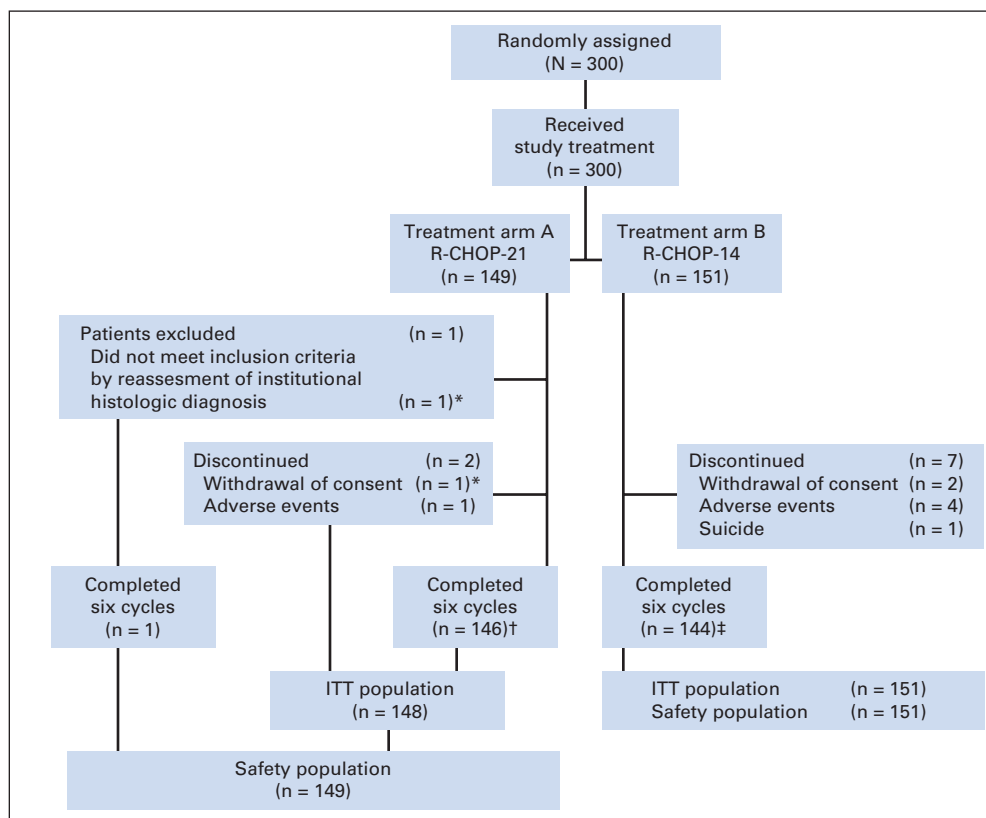 Randomly assigned
(N = 300)
Received
study treatment
(n = 300)
Treatment arm A
R-CHOP-21
(n = 149)
Treatment arm B
R-CHOP-14
(n = 151)
Patients excluded (n = 1)
Did not meet inclusion criteria
by reassesment of institutional
histologic diagnosis (n = 1)*
Discontinued (n = 2)
Withdrawal of consent (n = 1)*
Adverse events (n = 1)
Discontinued (n = 7)
Withdrawal of consent (n = 2)
Adverse events (n = 4)
Suicide (n = 1)
Completed
six cycles
(n = 1)
Completed
six cycles
(n = 146)†
Completed
six cycles
(n = 144)‡
ITT population
(n = 148)
ITT population (n = 151)
Safety population (n = 151)
Safety population
(n = 149)